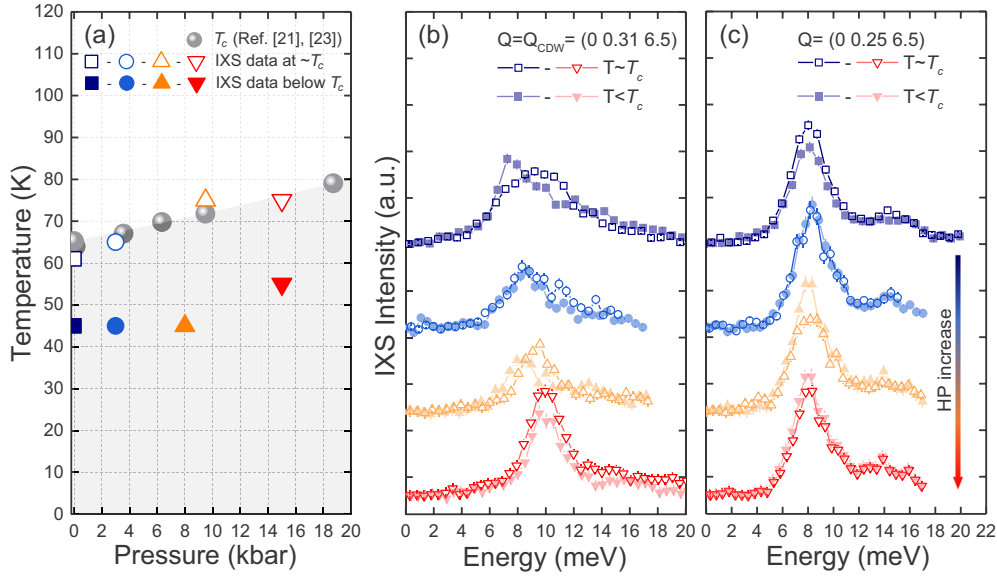 (a)
T_c (Ref. [21], [23])
IXS data at ~T_c
IXS data below T_c
Temperature (K)
120
110
100
90
80
70
60
50
40
30
20
10
0
0 2 4 6 8 10 12 14 16 18 20
Pressure (kbar)
(b)
Q=Q_CDW= (0 0.31 6.5)
T~T_c
T<T_c
IXS Intensity (a.u.)
0 2 4 6 8 10 12 14 16 18 20
Energy (meV)
(c)
Q= (0 0.25 6.5)
T~T_c
T<T_c
HP increase
0 2 4 6 8 10 12 14 16 18 20 22
Energy (meV)